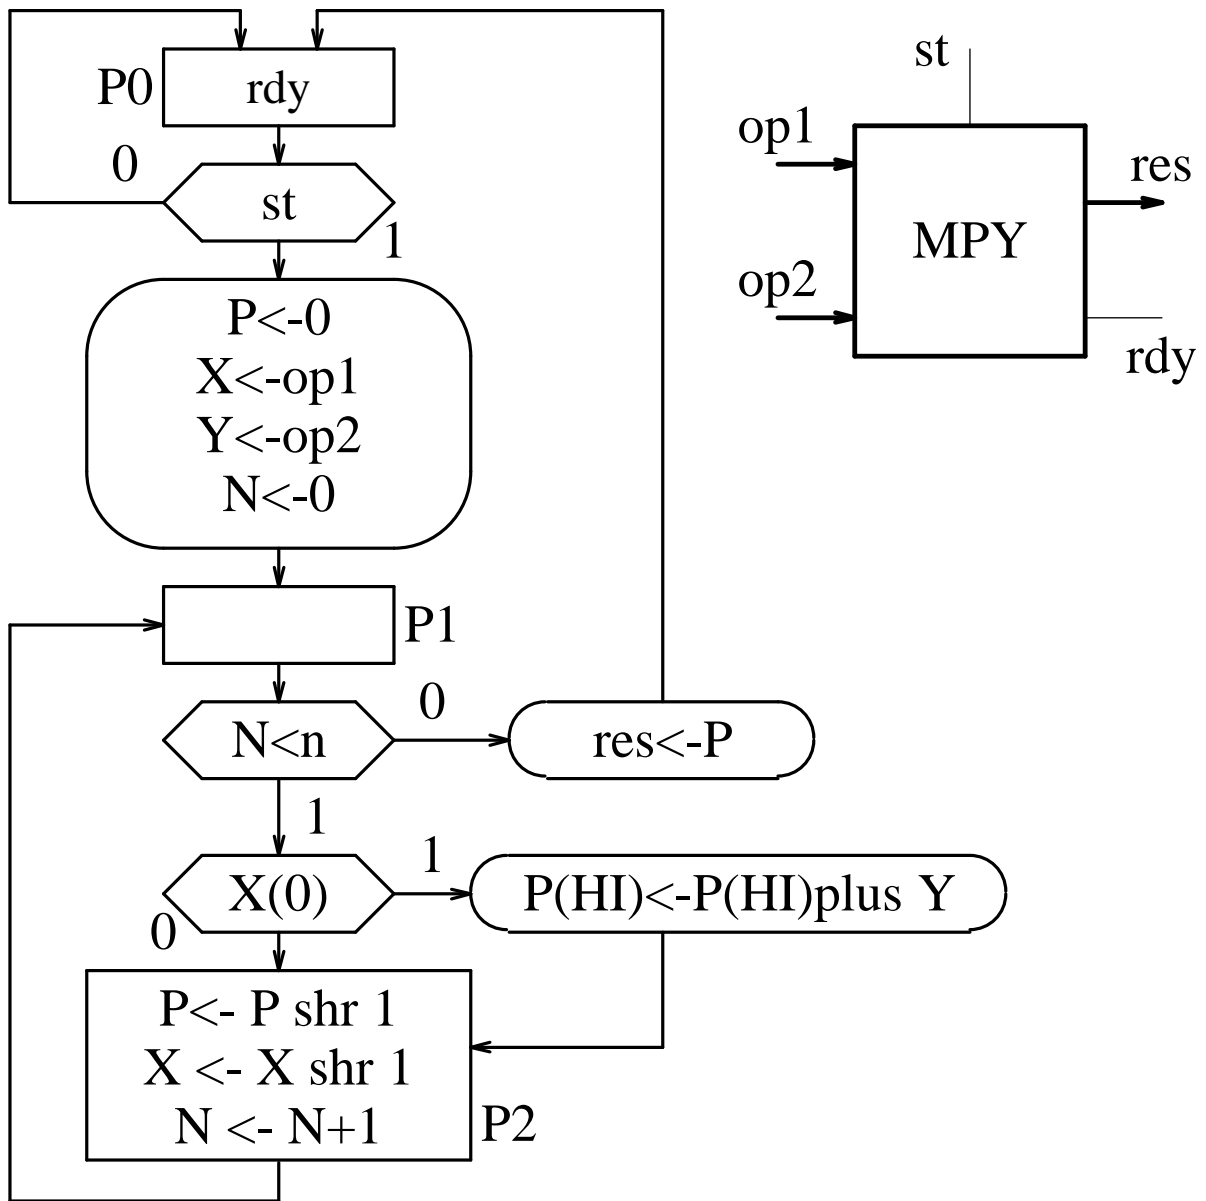 P0
rdy
0
st
1
P<-0
X<-op1
Y<-op2
N<-0
P1
N<n
0
res<-P
1
X(0)
1
P(HI)<-P(HI)plus Y
0
P<- P shr 1
X <- X shr 1
N <- N+1
P2
st
op1
res
MPY
op2
rdy